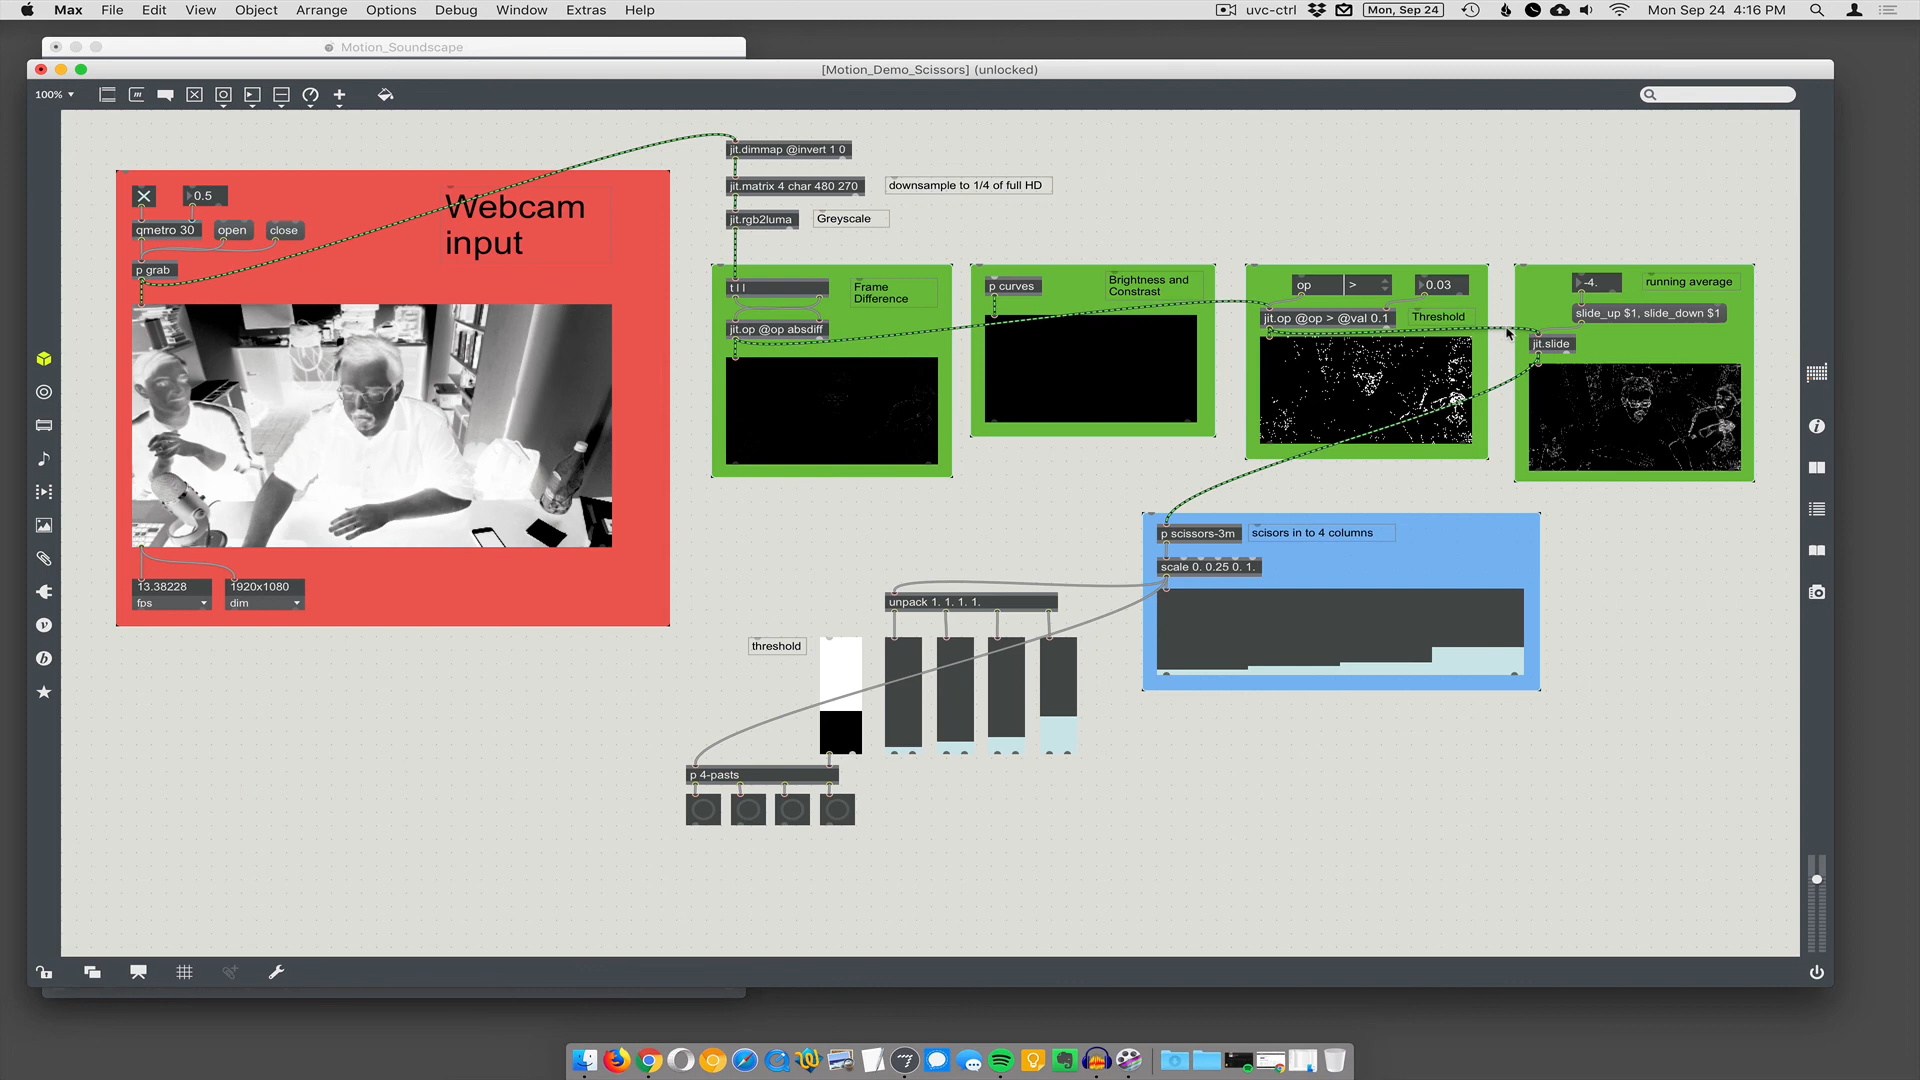 Max File Edit View Object Arrange Options Debug Window Extras Help
uvc-ctrl Mon, Sep 24 Mon Sep 24 4:16 PM
Motion_Soundscape
[Motion_Demo_Scissors] (unlocked)
100%
jit.dimmap @invert 1 0
jit.matrix 4 char 480 270
downsample to 1/4 of full HD
jit.rgb2luma
Greyscale
0.5
Webcam
input
qmetro 30
open
close
p grab
13.38228
fps
1920x1080
dim
t l l
Frame
Difference
jit.op @op absdiff
p curves
Brightness and
Constrast
op
>
0.03
jit.op @op > @val 0.1
Threshold
-4.
running average
slide_up $1, slide_down $1
jit.slide
p scissors-3m
scisors in to 4 columns
scale 0. 0.25 0. 1.
unpack 1. 1. 1. 1.
threshold
p 4-pasts